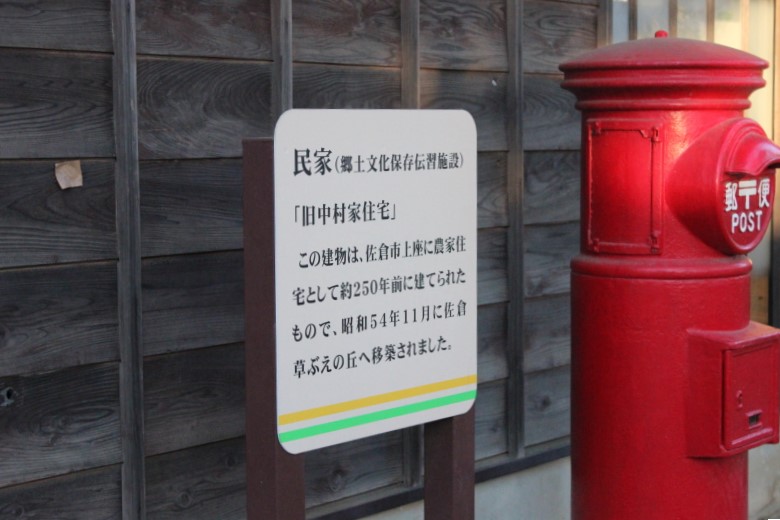 民家(郷土文化保存伝習施設)
「旧中村家住宅」
この建物は、佐倉市上座に農家住
宅として約250年前に建てられた
もので、昭和54年11月に佐倉
草ぶえの丘へ移築されました。
郵〒便
POST